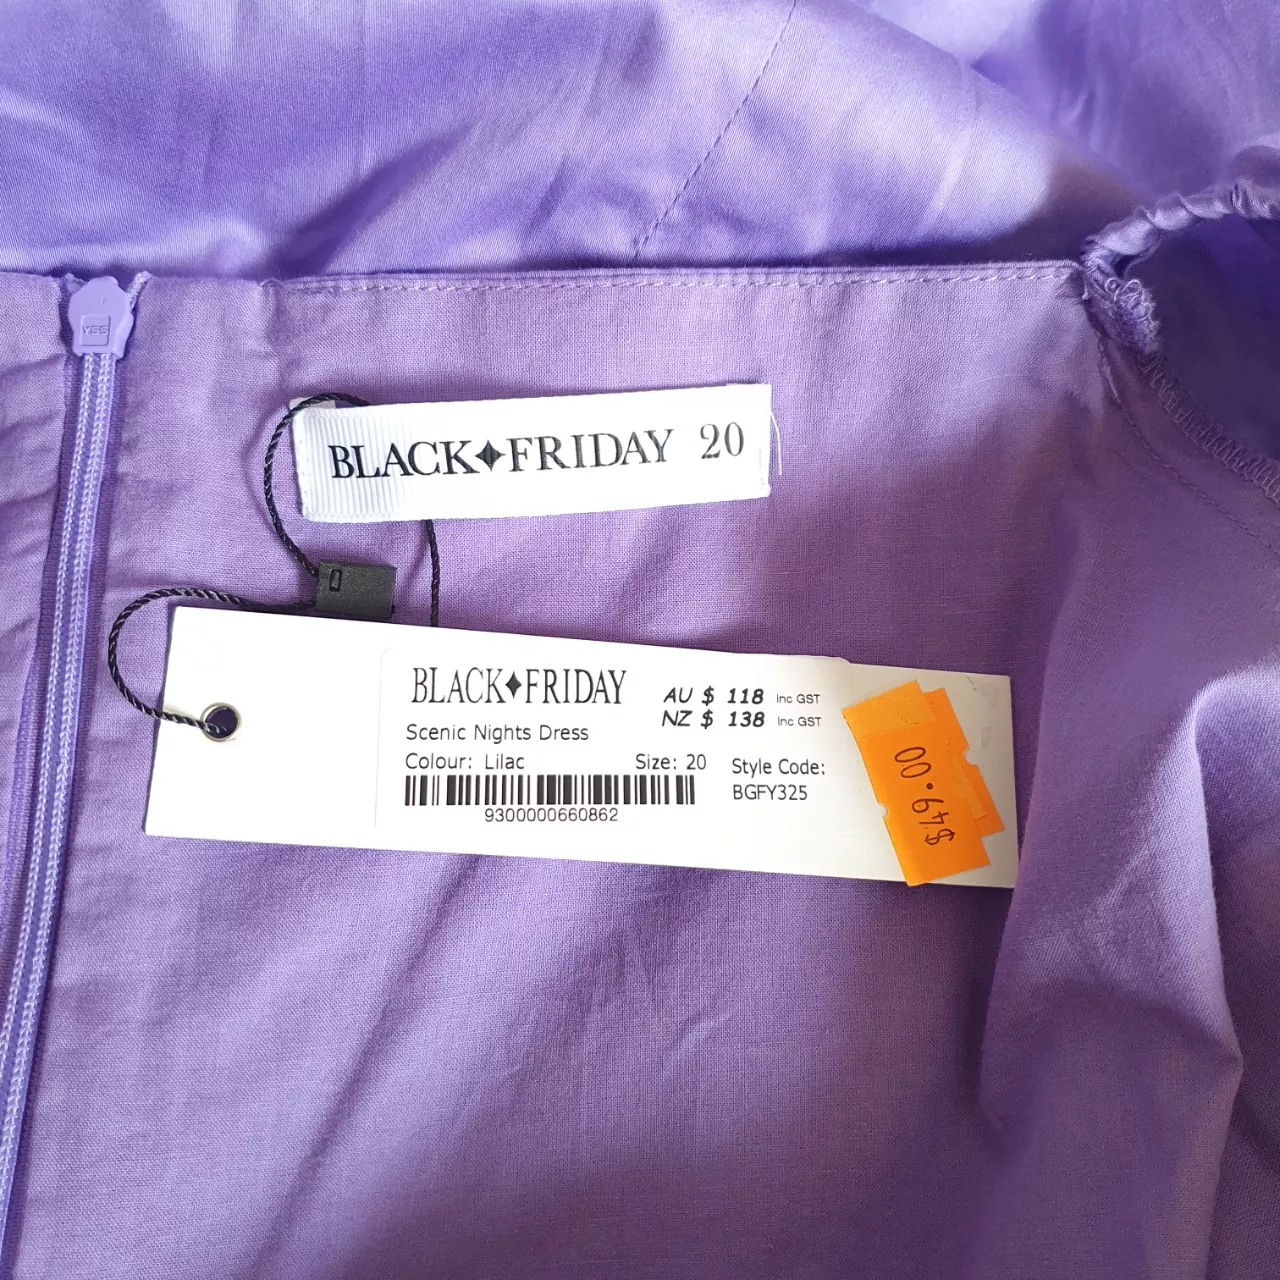 BLACK✦FRIDAY 20
BLACK✦FRIDAY
AU $ 118 Inc GST
NZ $ 138 Inc GST
Scenic Nights Dress
Colour: Lilac
Size: 20
Style Code:
BGFY325
9300000660862
$49.00